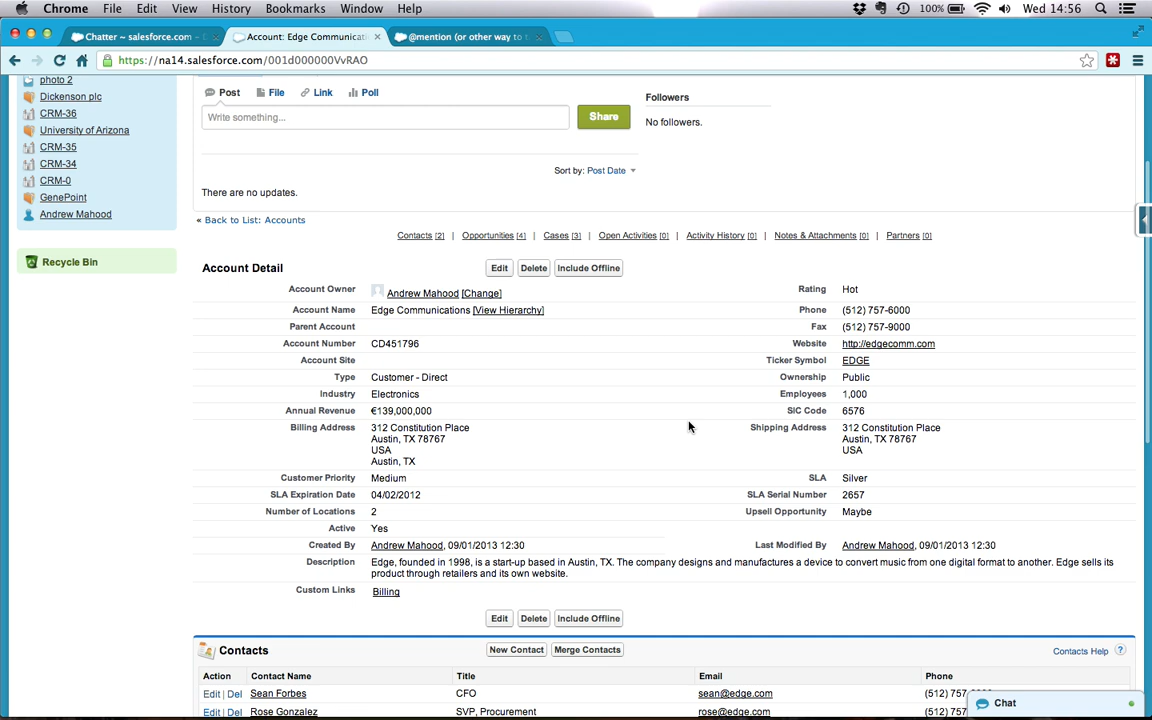 Chrome File Edit View History Bookmarks Window Help 100% Wed 14:56
Chatter ~ salesforce.com – Account: Edge Communicati @mention (or other way to t
https://na14.salesforce.com/001d000000VvRAO
photo 2
Dickenson plc
CRM-36
University of Arizona
CRM-35
CRM-34
CRM-0
GenePoint
Andrew Mahood
Recycle Bin
Post File Link Poll
Write something...
Share
Followers
No followers.
Sort by: Post Date
There are no updates.
« Back to List: Accounts
Contacts [2] | Opportunities [4] | Cases [3] | Open Activities [0] | Activity History [0] | Notes & Attachments [0] | Partners [0]
Account Detail Edit Delete Include Offline
Account Owner Andrew Mahood [Change] Rating Hot
Account Name Edge Communications [View Hierarchy] Phone (512) 757-6000
Parent Account Fax (512) 757-9000
Account Number CD451796 Website http://edgecomm.com
Account Site Ticker Symbol EDGE
Type Customer - Direct Ownership Public
Industry Electronics Employees 1,000
Annual Revenue €139,000,000 SIC Code 6576
Billing Address 312 Constitution Place Shipping Address 312 Constitution Place
Austin, TX 78767 Austin, TX 78767
USA USA
Austin, TX
Customer Priority Medium SLA Silver
SLA Expiration Date 04/02/2012 SLA Serial Number 2657
Number of Locations 2 Upsell Opportunity Maybe
Active Yes
Created By Andrew Mahood, 09/01/2013 12:30 Last Modified By Andrew Mahood, 09/01/2013 12:30
Description Edge, founded in 1998, is a start-up based in Austin, TX. The company designs and manufactures a device to convert music from one digital format to another. Edge sells its
product through retailers and its own website.
Custom Links Billing
Edit Delete Include Offline
Contacts New Contact Merge Contacts Contacts Help ?
Action Contact Name Title Email Phone
Edit | Del Sean Forbes CFO sean@edge.com (512) 757
Edit | Del Rose Gonzalez SVP, Procurement rose@edge.com (512) 757
Chat